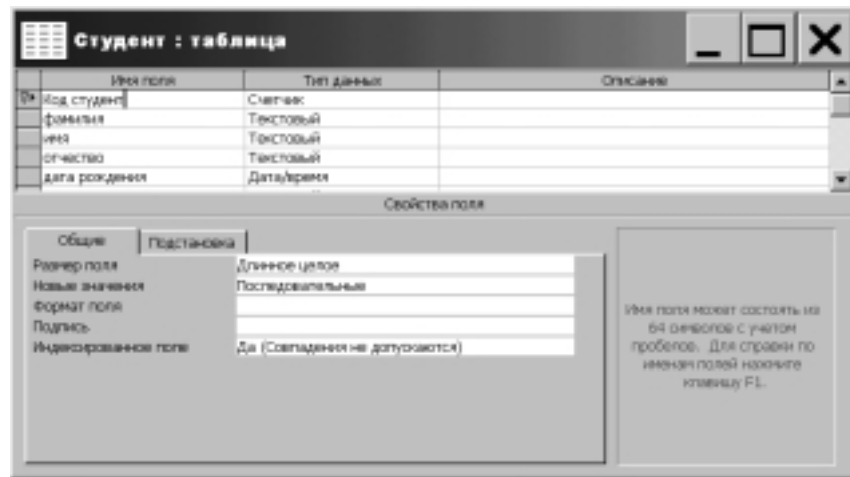 Студент : таблица
Имя поля Тип данных Описание
Код студент Счетчик
фамилия Текстовый
имя Текстовый
отчество Текстовый
дата рождения Дата/время
Свойства поля
Общие Подстановка
Размер поля Длинное целое
Новые значения Последовательные
Формат поля
Подпись
Индексированное поле Да (Совпадения не допускаются)
Имя поля может состоять из
64 символов с учетом
пробелов. Для справки по
именам полей нажмите
клавишу F1.